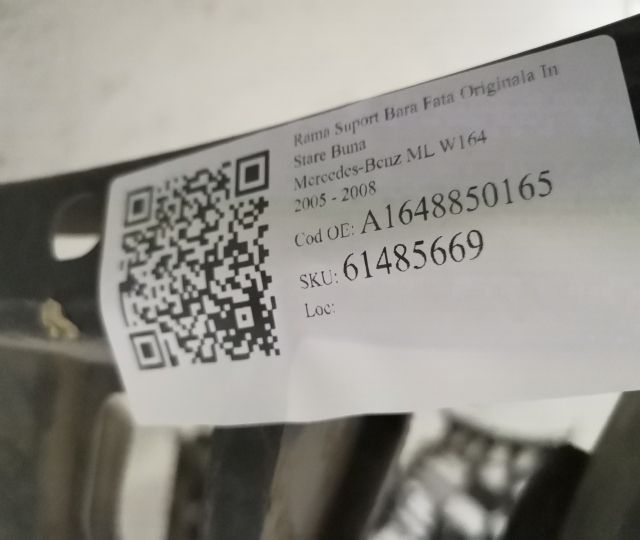 Rama Suport Bara Fata Originala In
Stare Buna
Mercedes-Benz ML W164
2005 - 2008
Cod OE: A1648850165
SKU: 61485669
Loc: